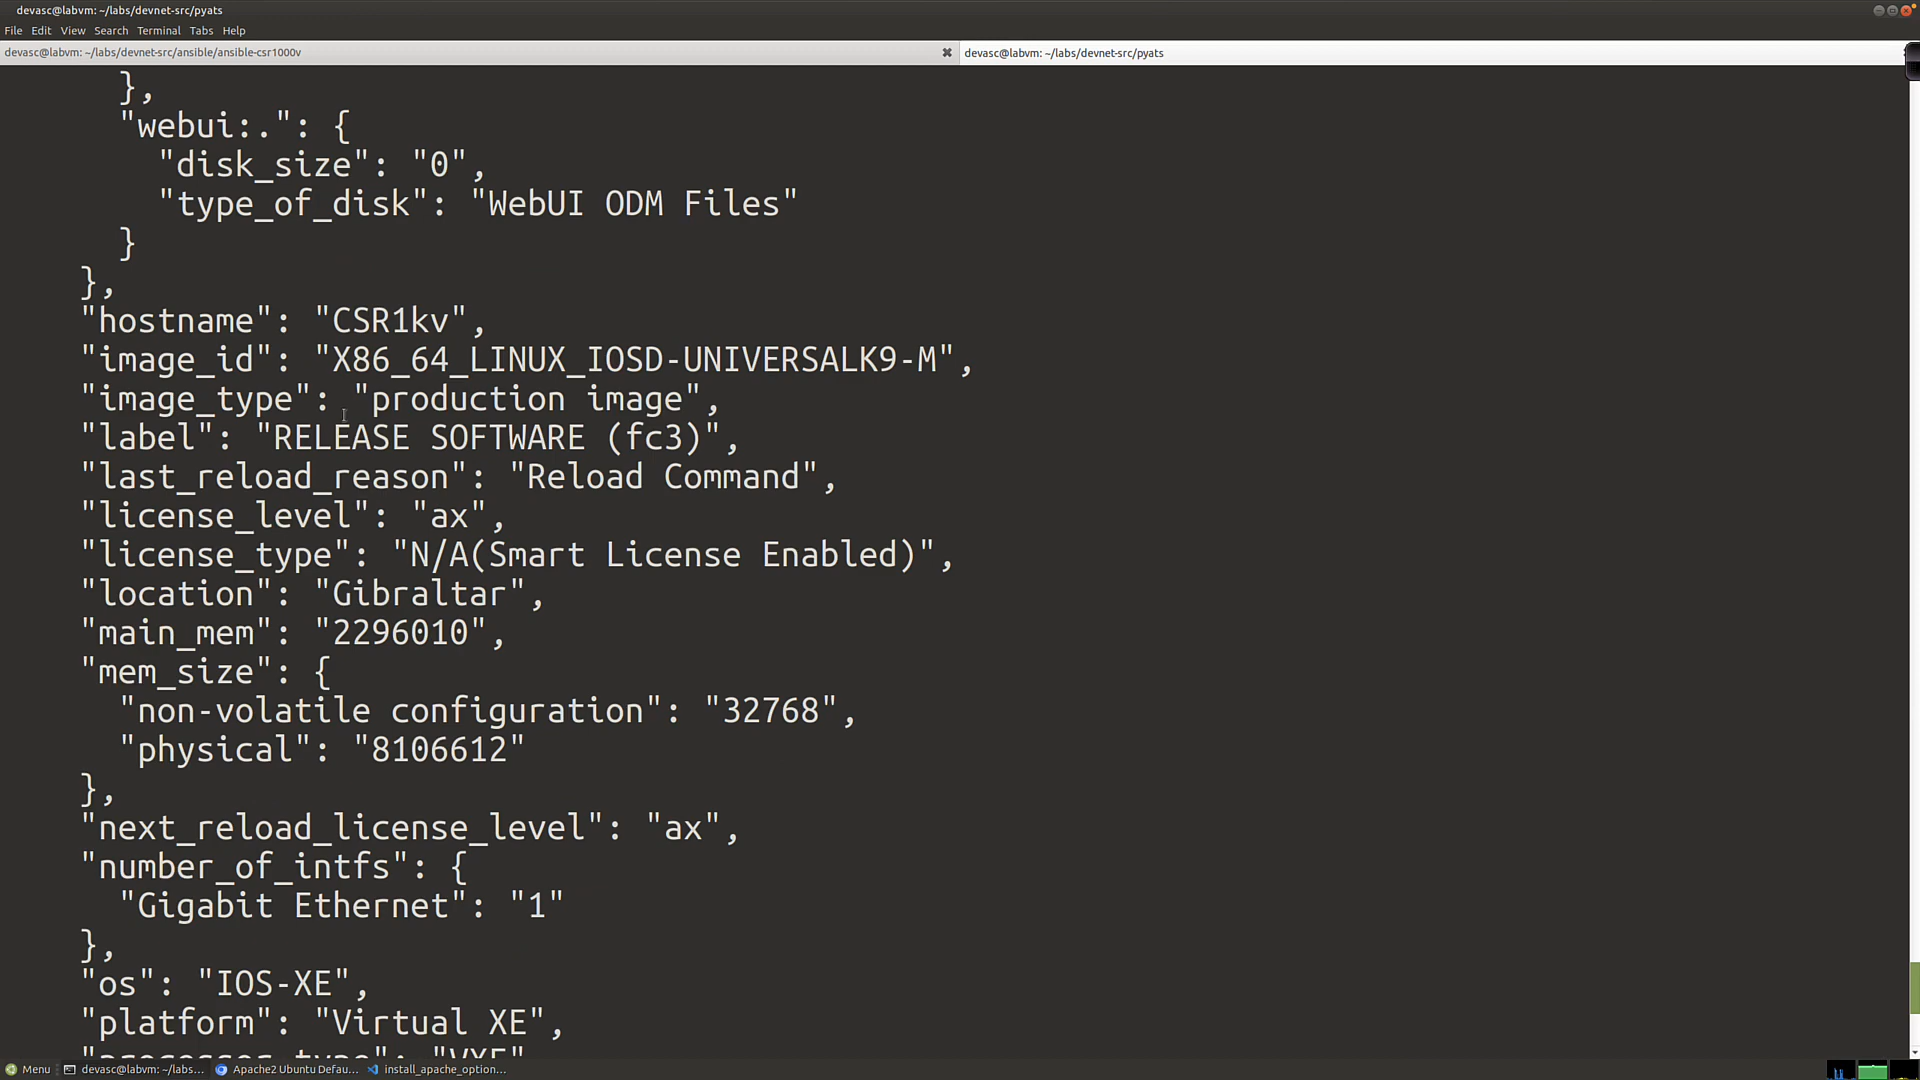 devasc@labvm: ~/labs/devnet-src/pyats
File Edit View Search Terminal Tabs Help
devasc@labvm: ~/labs/devnet-src/ansible/ansible-csr1000v
devasc@labvm: ~/labs/devnet-src/pyats
},
"webui:.": {
"disk_size": "0",
"type_of_disk": "WebUI ODM Files"
}
},
"hostname": "CSR1kv",
"image_id": "X86_64_LINUX_IOSD-UNIVERSALK9-M",
"image_type": "production image",
"label": "RELEASE SOFTWARE (fc3)",
"last_reload_reason": "Reload Command",
"license_level": "ax",
"license_type": "N/A(Smart License Enabled)",
"location": "Gibraltar",
"main_mem": "2296010",
"mem_size": {
"non-volatile configuration": "32768",
"physical": "8106612"
},
"next_reload_license_level": "ax",
"number_of_intfs": {
"Gigabit Ethernet": "1"
},
"os": "IOS-XE",
"platform": "Virtual XE",
"processor_type": "VXE"
Menu devasc@labvm: ~/labs... Apache2 Ubuntu Defau... install_apache_option...